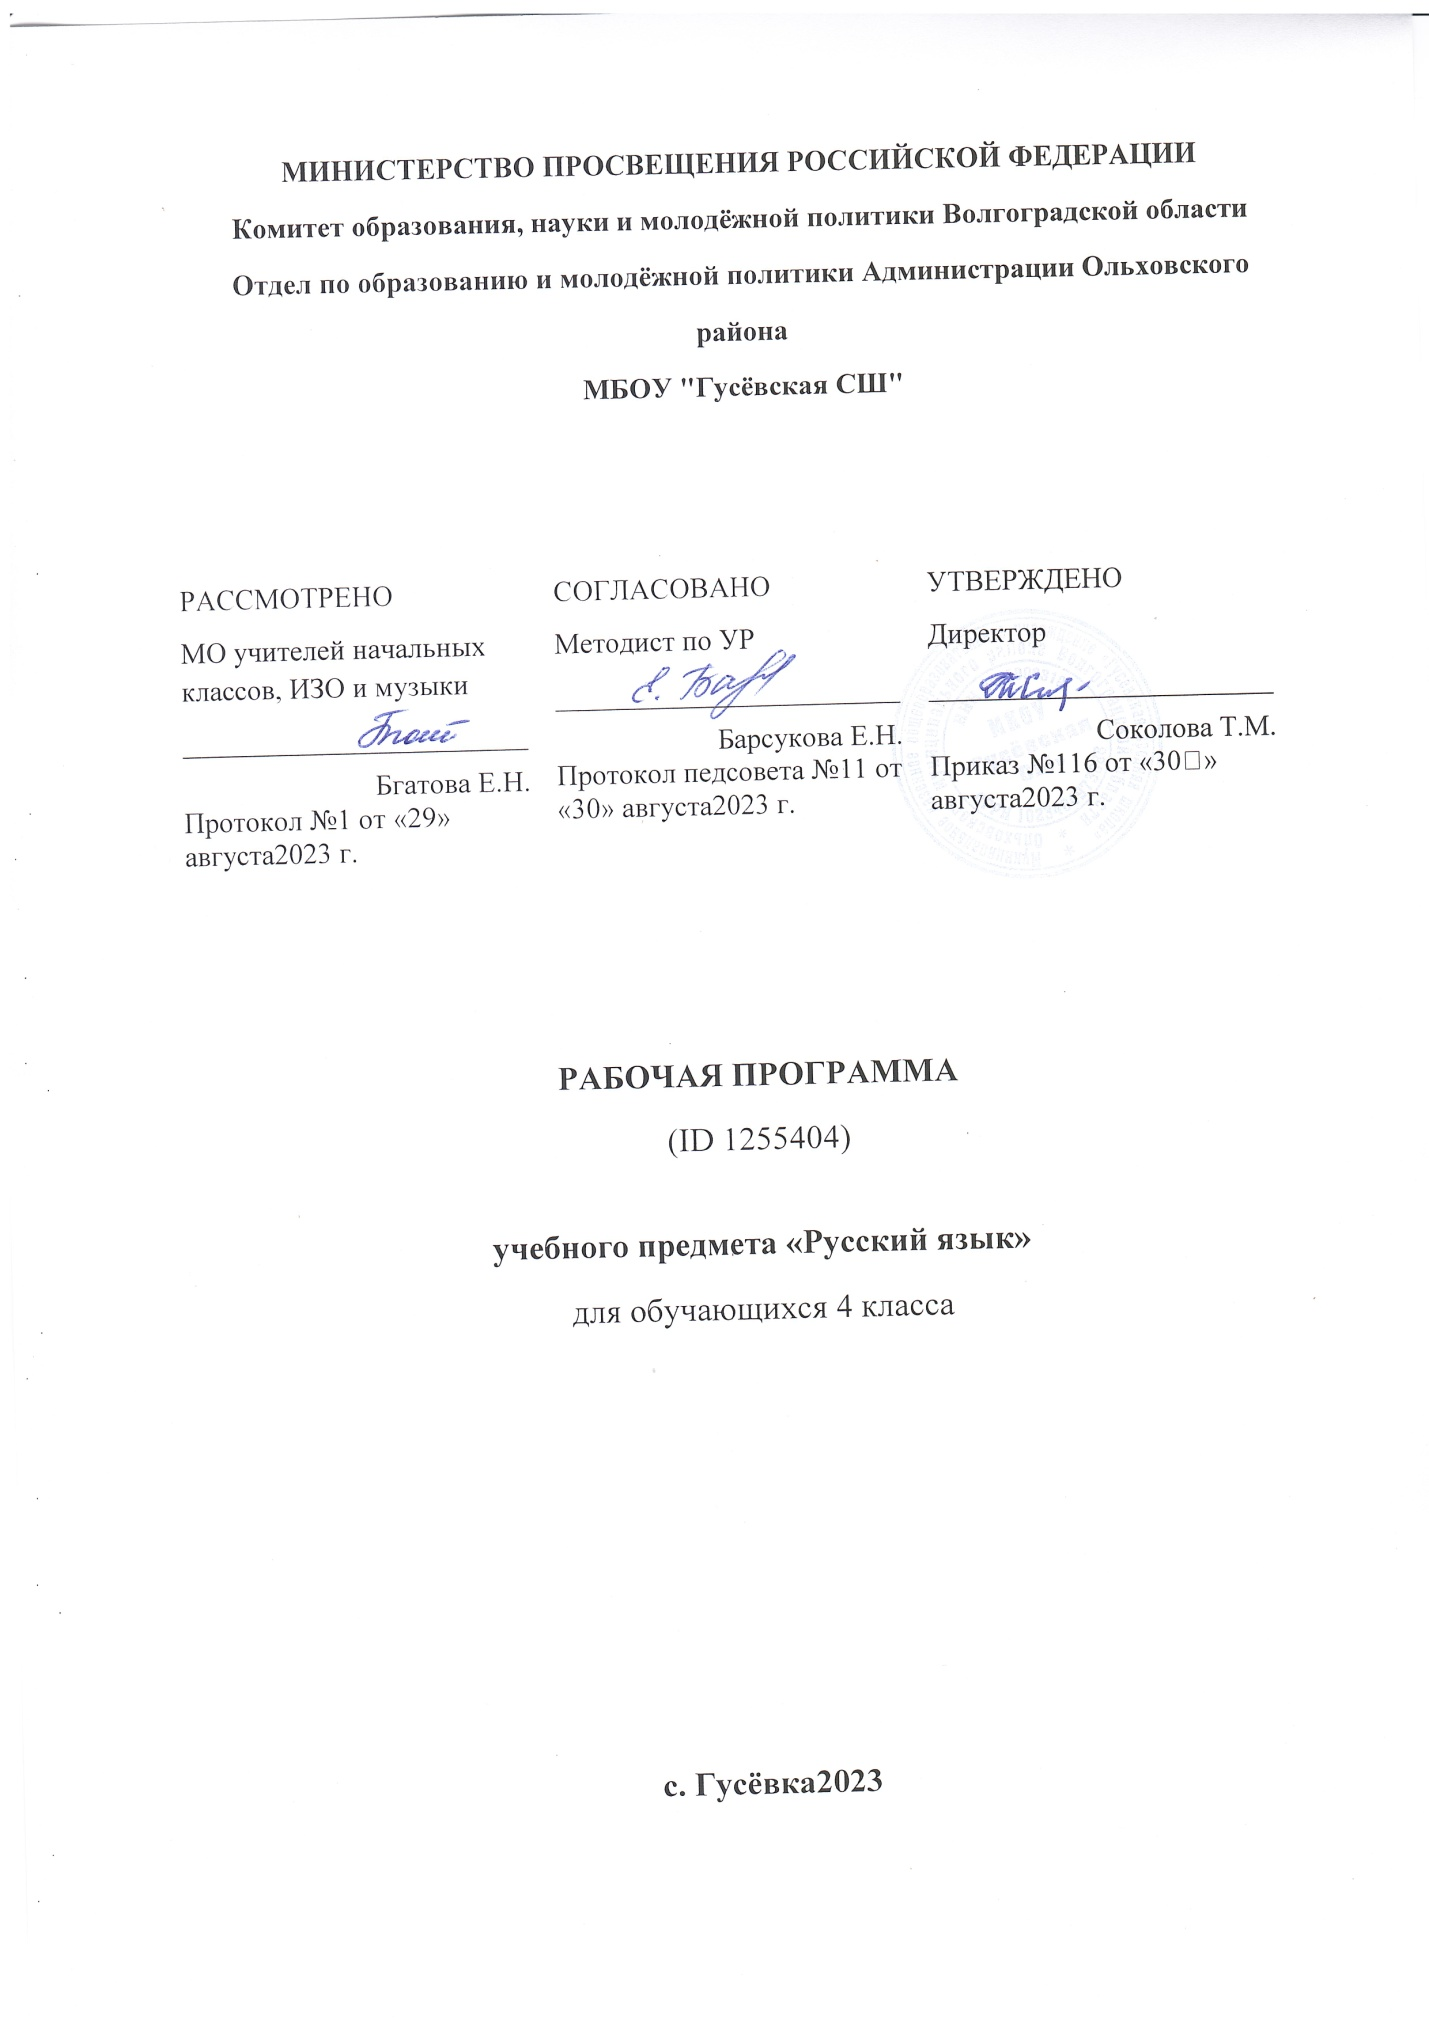 МИНИСТЕРСТВО ПРОСВЕЩЕНИЯ РОССИЙСКОЙ ФЕДЕРАЦИИ
Комитет образования, науки и молодёжной политики Волгоградской области
Отдел по образованию и молодёжной политики Администрации Ольховского
района
МБОУ "Гусёвская СШ"
РАССМОТРЕНО
МО учителей начальных
классов, ИЗО и музыки
Бгатова Е.Н.
Протокол №1 от «29»
августа2023 г.
СОГЛАСОВАНО
Методист по УР
Барсукова Е.Н.
Протокол педсовета №11 от
«30» августа2023 г.
УТВЕРЖДЕНО
Директор
Соколова Т.М.
Приказ №116 от «30□»
августа2023 г.
РАБОЧАЯ ПРОГРАММА
(ID 1255404)
учебного предмета «Русский язык»
для обучающихся 4 класса
с. Гусёвка2023